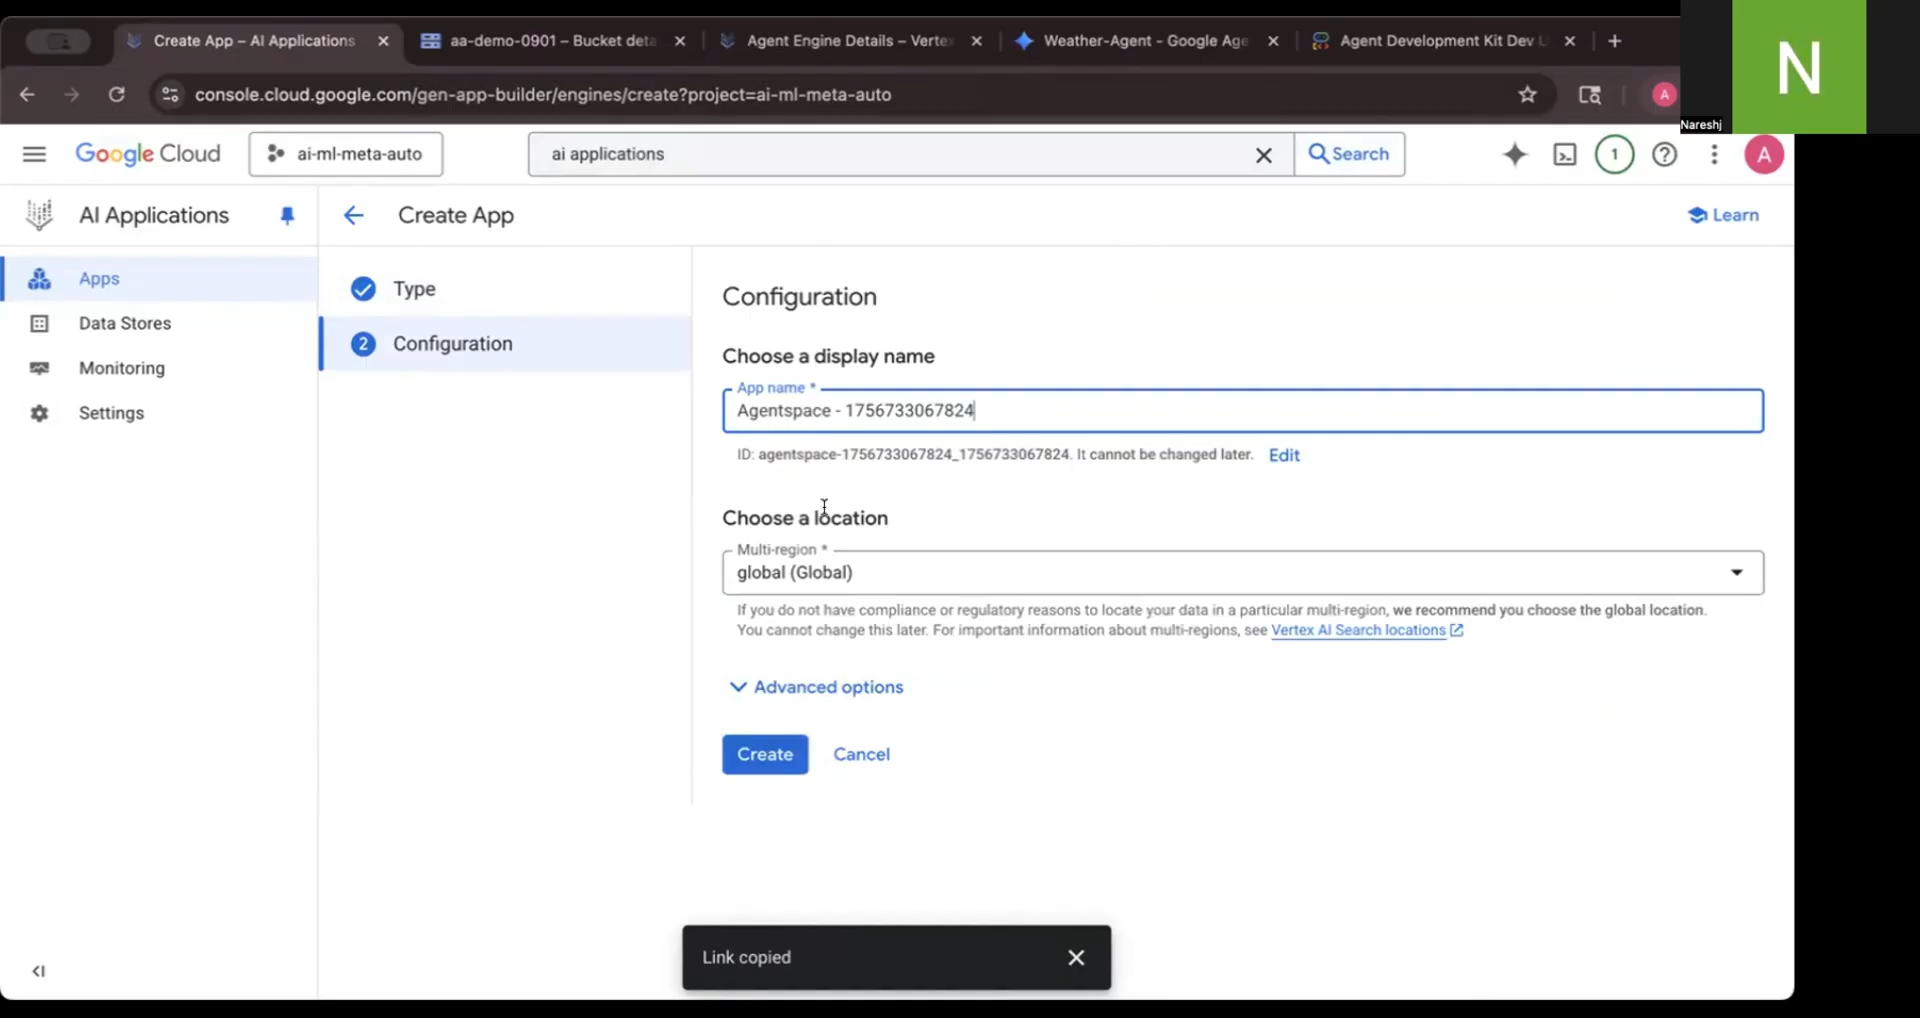 Create App – AI Applications
aa-demo-0901 – Bucket deta
Agent Engine Details – Verte
Weather-Agent - Google Age
Agent Development Kit Dev U
N
console.cloud.google.com/gen-app-builder/engines/create?project=ai-ml-meta-auto
A
Nareshj
Google Cloud
ai-ml-meta-auto
ai applications
Search
1
A
AI Applications
Create App
Learn
Apps
Data Stores
Monitoring
Settings
Type
2 Configuration
Configuration
Choose a display name
App name *
Agentspace - 1756733067824
ID: agentspace-1756733067824_1756733067824. It cannot be changed later. Edit
Choose a location
Multi-region *
global (Global)
If you do not have compliance or regulatory reasons to locate your data in a particular multi-region, we recommend you choose the global location.
You cannot change this later. For important information about multi-regions, see Vertex AI Search locations
Advanced options
Create
Cancel
Link copied